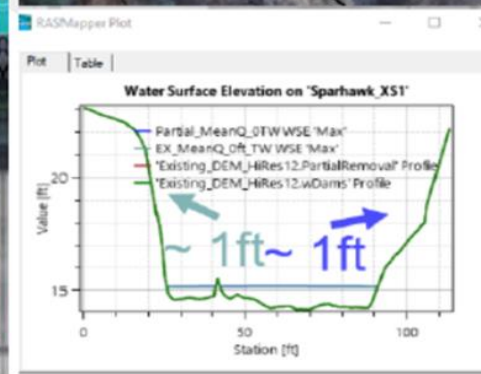 RASMapper Plot
Plot Table
Water Surface Elevation on 'Sparhawk_XS1'
Partial_MeanQ_0TW WSE 'Max'
EX_MeanQ_0ft_TW WSE 'Max'
'Existing_DEM_HiRes12.PartialRemoval' Profile
'Existing_DEM_HiRes12.wDams' Profile
20
Value [ft]
~ 1ft ~ 1ft
15
0 50 100
Station [ft]